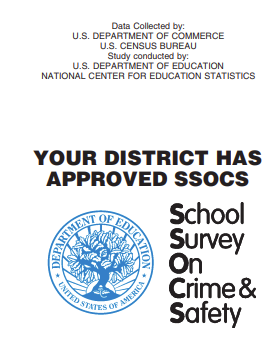 Data Collected by:
U.S. DEPARTMENT OF COMMERCE
U.S. CENSUS BUREAU
Study conducted by:
U.S. DEPARTMENT OF EDUCATION
NATIONAL CENTER FOR EDUCATION STATISTICS
YOUR DISTRICT HAS
APPROVED SSOCS
DEPARTMENT OF EDUCATION
UNITED STATES OF AMERICA
School
Survey
On
Crime &
Safety